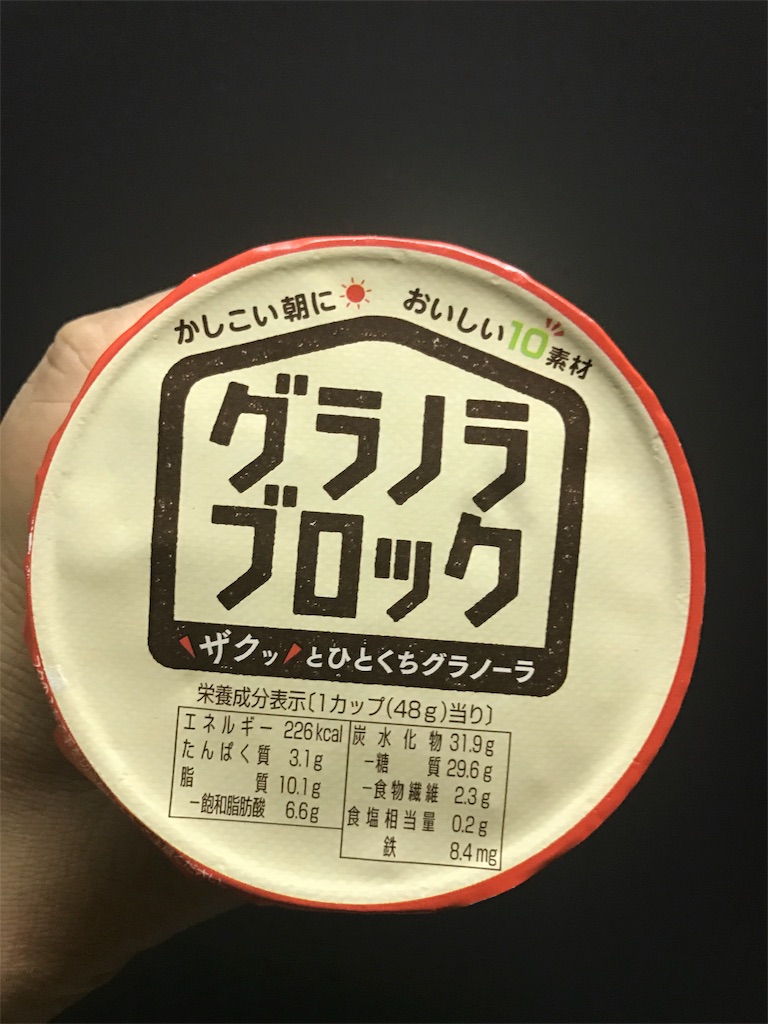 かしこい朝に おいしい10素材
グラノラ
ブロック
ザクッとひとくちグラノーラ
栄養成分表示〔1カップ(48g)当り〕
エネルギー 226kcal
たんぱく質 3.1g
脂質 10.1g
－飽和脂肪酸 6.6g
炭水化物 31.9g
－糖質 29.6g
－食物繊維 2.3g
食塩相当量 0.2g
鉄 8.4mg